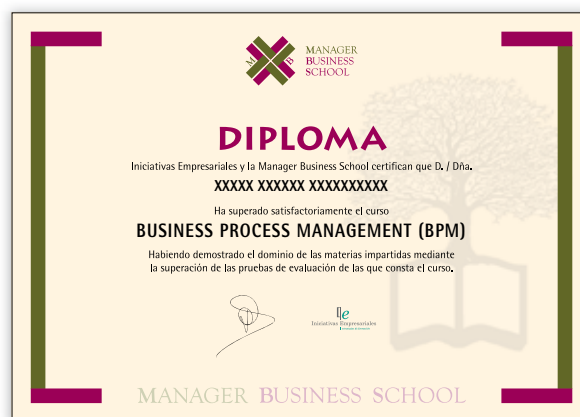 M B
MANAGER
BUSINESS
SCHOOL
DIPLOMA
Iniciativas Empresariales y la Manager Business School certifican que D. / Dña.
XXXXX XXXXXX XXXXXXXXXX
Ha superado satisfactoriamente el curso
BUSINESS PROCESS MANAGEMENT (BPM)
Habiendo demostrado el dominio de las materias impartidas mediante
la superación de las pruebas de evaluación de las que consta el curso.
Iniciativas Empresariales
MANAGER BUSINESS SCHOOL